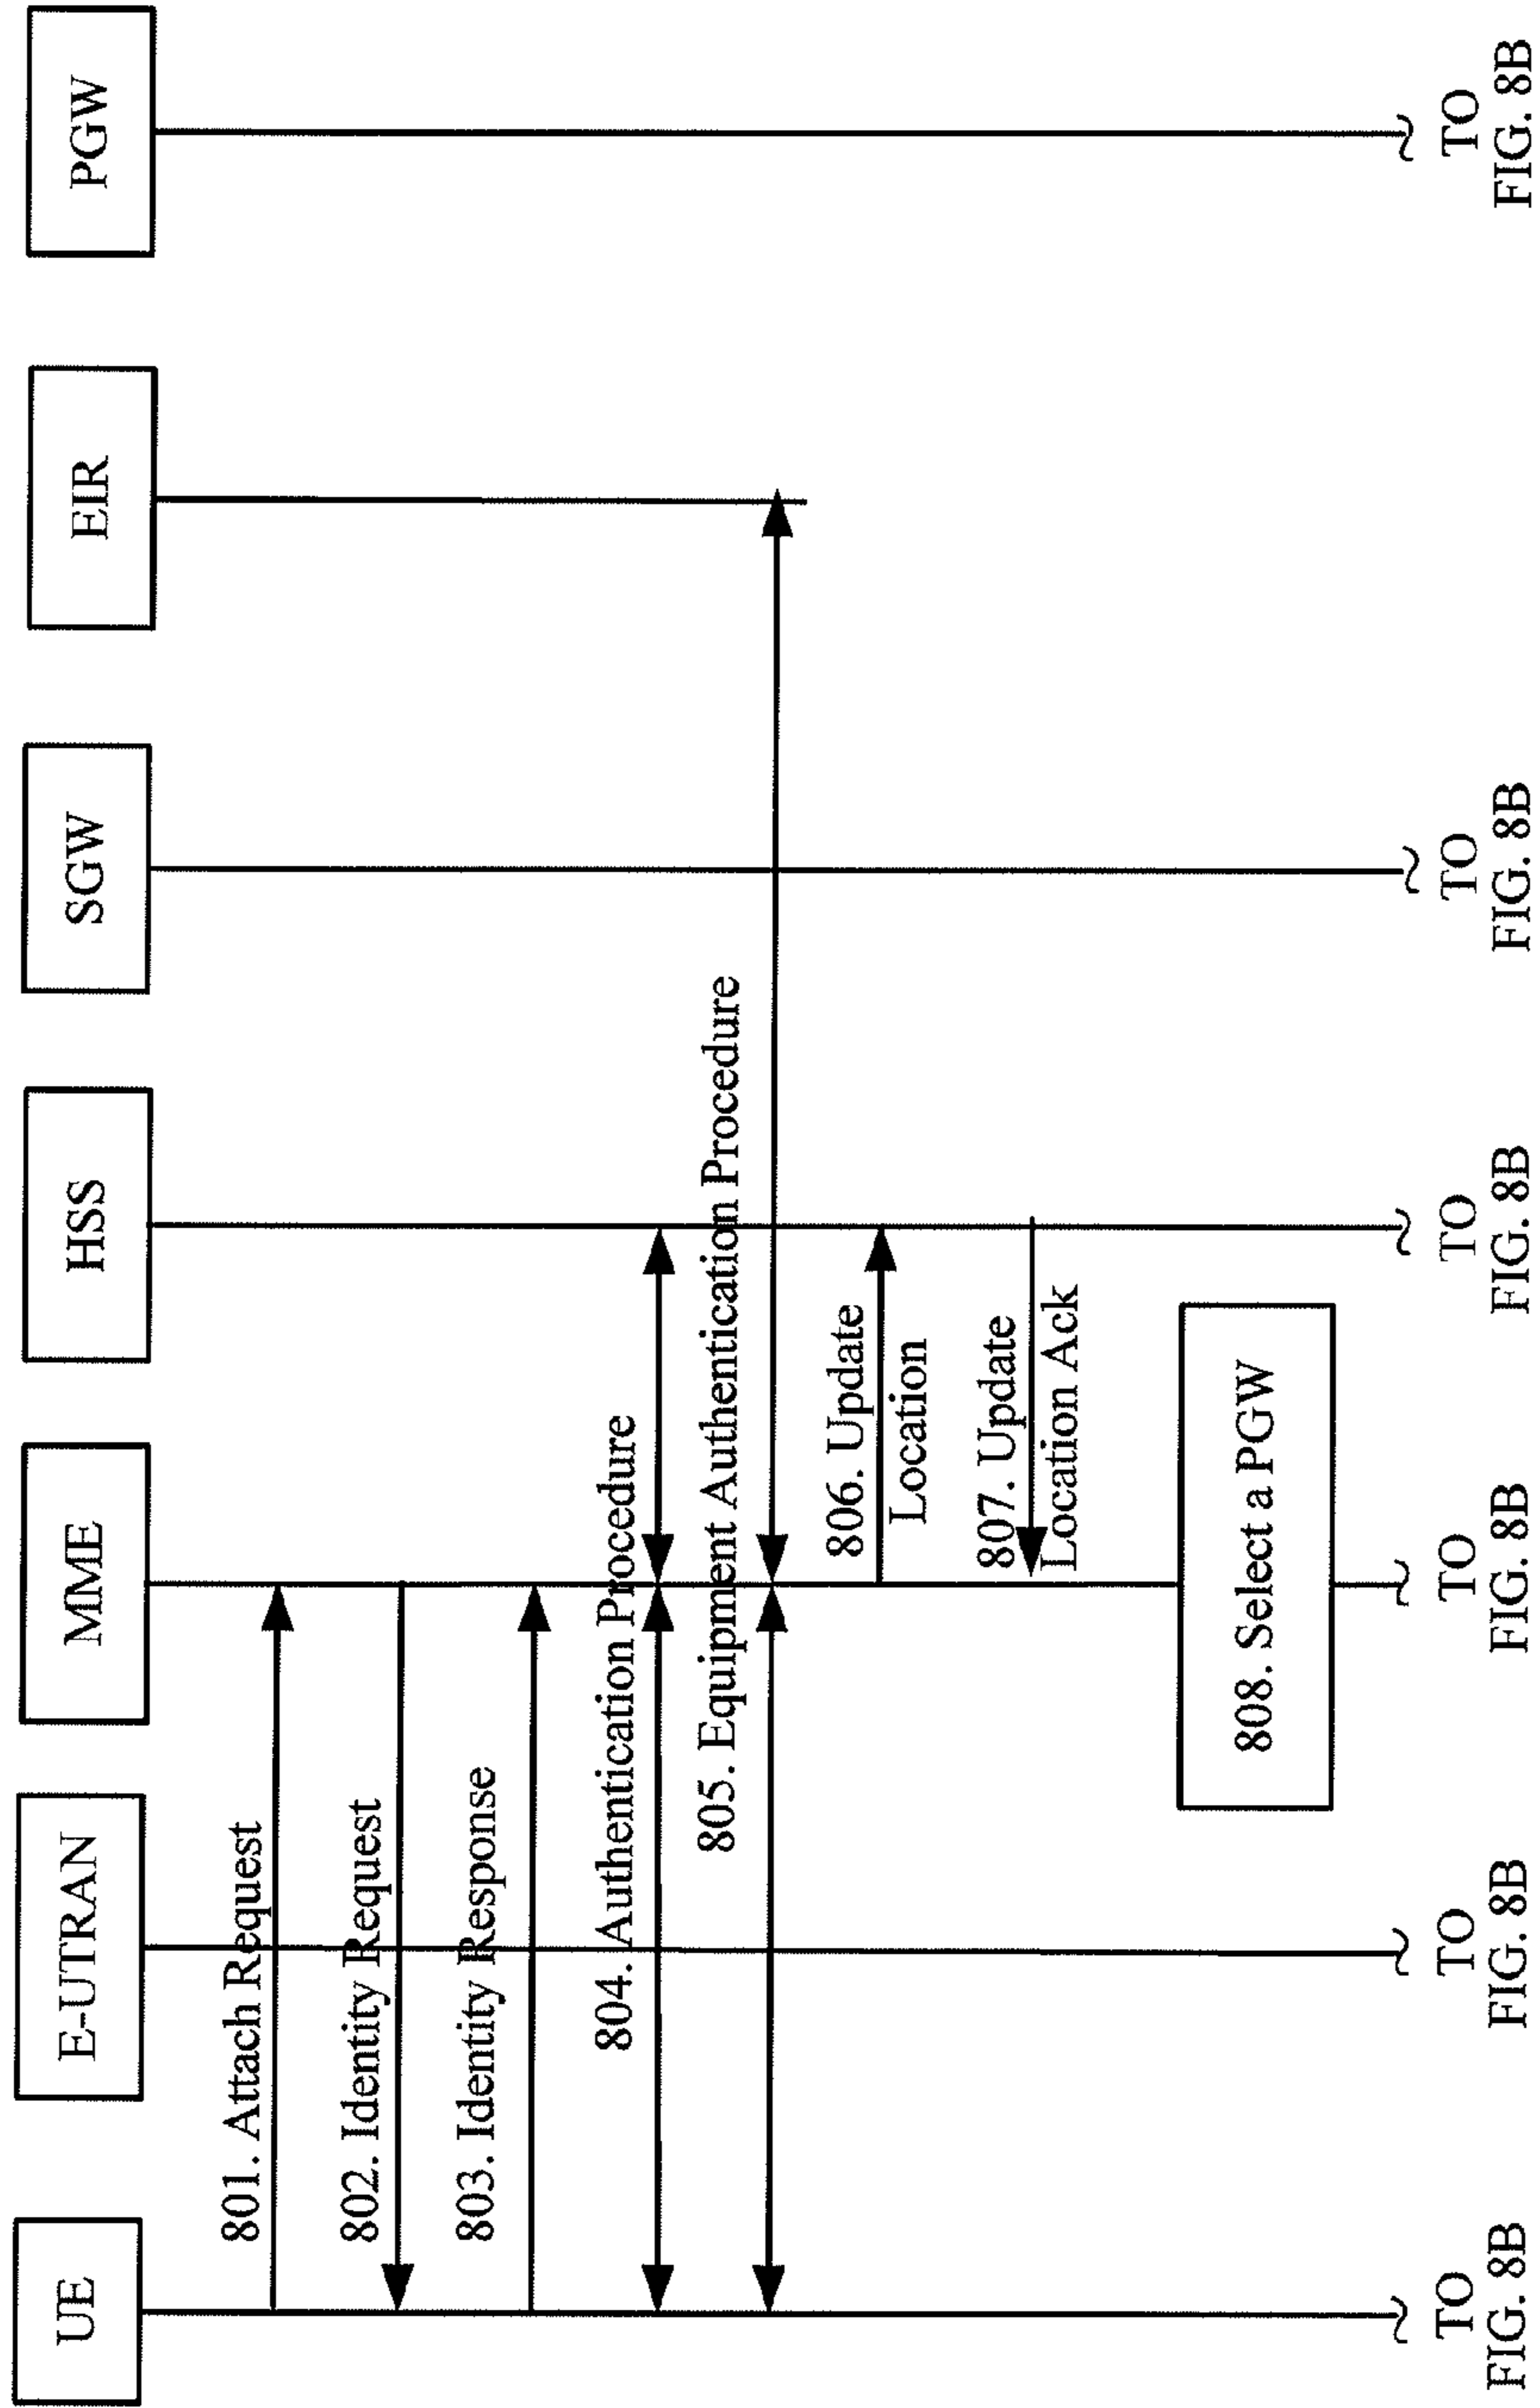 UE
E-UTRAN
MME
HSS
SGW
EIR
PGW
801. Attach Request
802. Identity Request
803. Identity Response
804. Authentication Procedure
805. Equipment Authentication Procedure
806. Update
Location
807. Update
Location Ack
808. Select a PGW
TO
FIG. 8B
TO
FIG. 8B
TO
FIG. 8B
TO
FIG. 8B
TO
FIG. 8B
TO
FIG. 8B